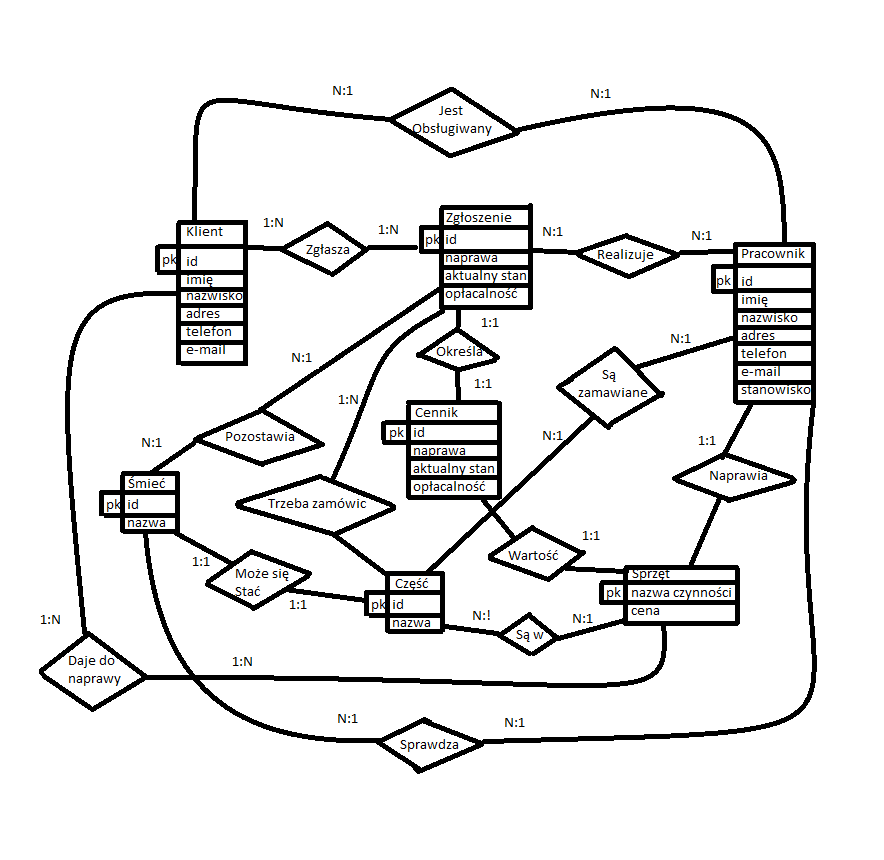 N:1
N:1
Jest
Obsługiwany
Klient
pk
id
imię
nazwisko
adres
telefon
e-mail
1:N
Zgłasza
1:N
Zgłoszenie
pk
id
naprawa
aktualny stan
opłacalność
N:1
Realizuje
N:1
Pracownik
pk
id
imię
nazwisko
adres
telefon
e-mail
stanowisko
1:1
Określa
1:1
N:1
Są
zamawiane
N:1
N:1
Pozostawia
N:1
1:N
Trzeba zamówic
Cennik
pk
id
naprawa
aktualny stan
opłacalność
1:1
Naprawia
Śmieć
pk
id
nazwa
1:1
Może się
Stać
1:1
Wartość
1:1
Część
pk
id
nazwa
N:!
Są w
N:1
Sprzęt
pk
nazwa czynności
cena
1:N
Daje do
naprawy
1:N
N:1
Sprawdza
N:1